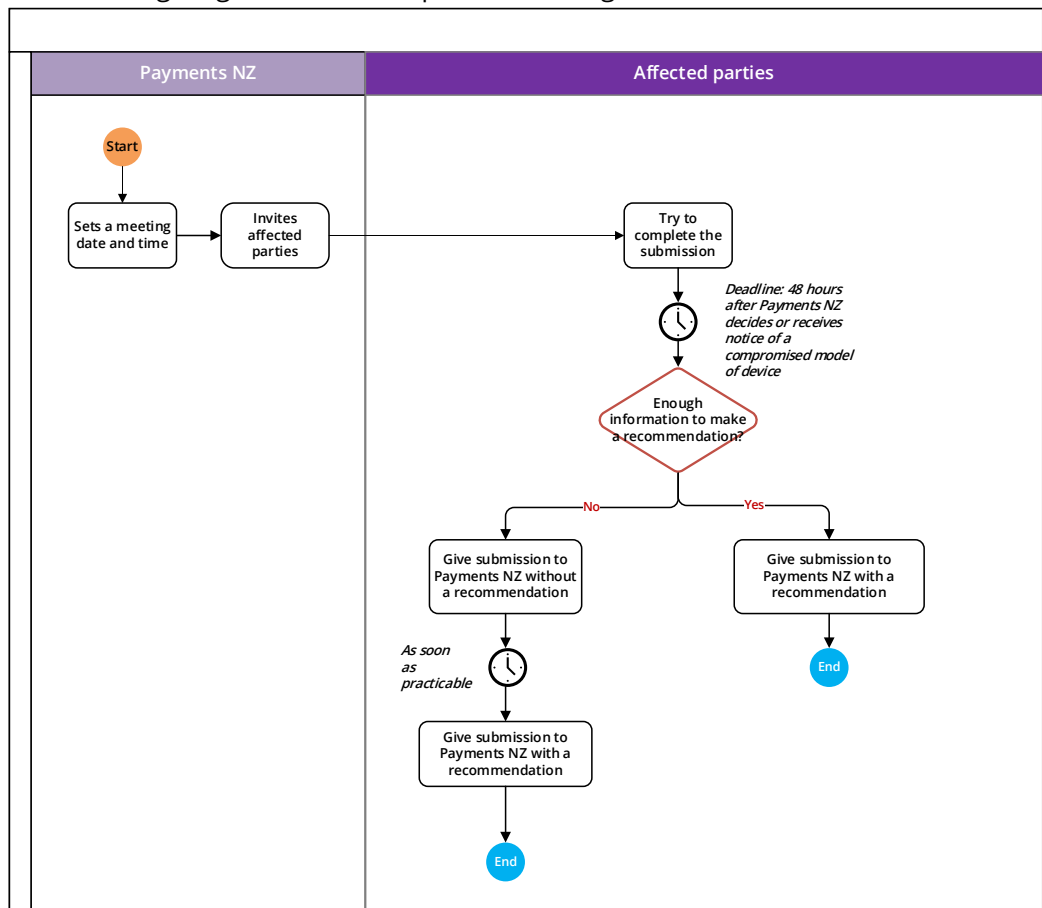 Payments NZ
Affected parties
Start
Sets a meeting
date and time
Invites
affected
parties
Try to
complete the
submission
Deadline: 48 hours
after Payments NZ
decides or receives
notice of a
compromised model
of device
Enough
information to make
a recommendation?
No
Yes
Give submission to
Payments NZ without
a recommendation
Give submission to
Payments NZ with a
recommendation
As soon
as
practicable
End
Give submission to
Payments NZ with a
recommendation
End